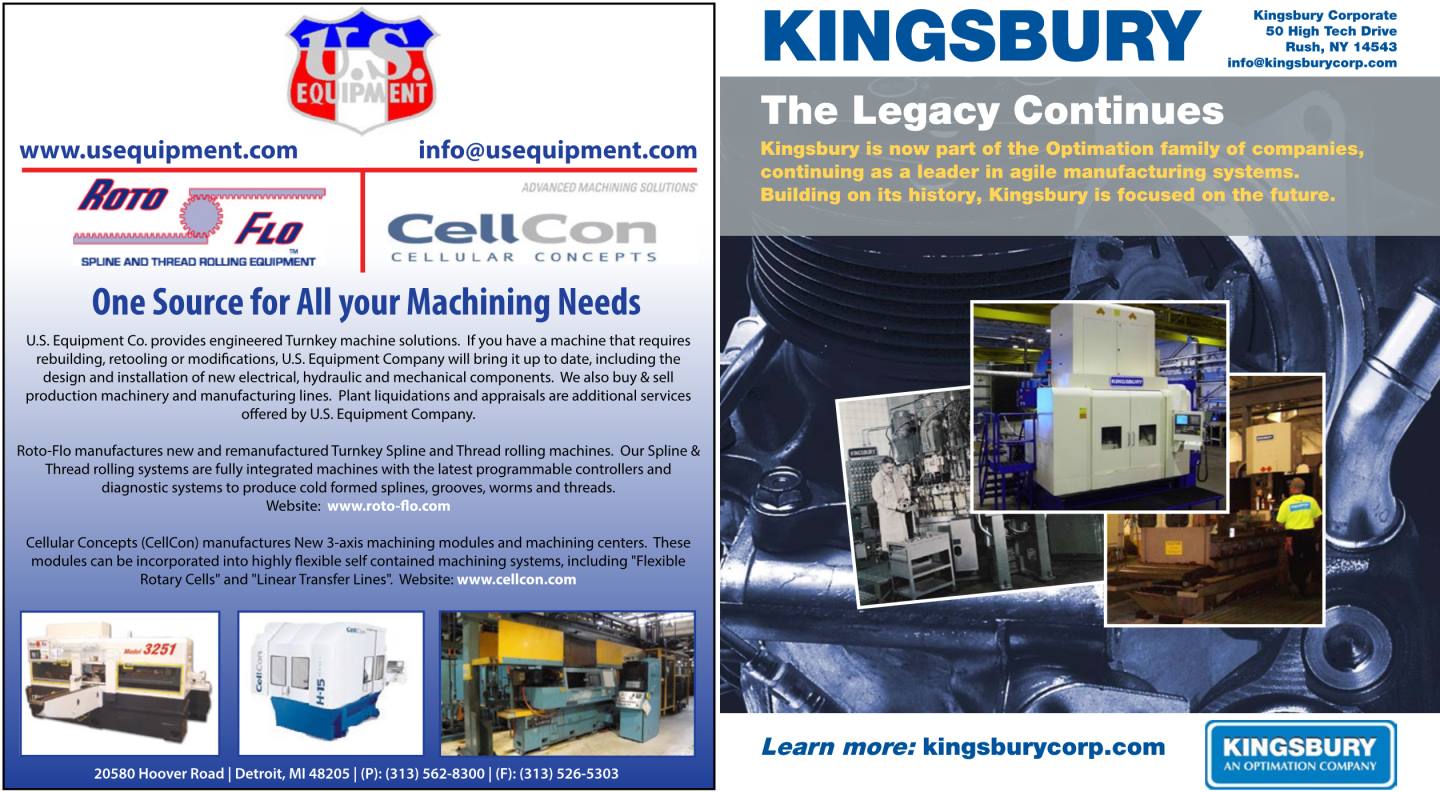 U.S.
EQUIPMENT
www.usequipment.com
info@usequipment.com
ROTO
FLO
TM
SPLINE AND THREAD ROLLING EQUIPMENT
ADVANCED MACHINING SOLUTIONS
CellCon
CELLULAR CONCEPTS
One Source for All your Machining Needs
U.S. Equipment Co. provides engineered Turnkey machine solutions. If you have a machine that requires
rebuilding, retooling or modifications, U.S. Equipment Company will bring it up to date, including the
design and installation of new electrical, hydraulic and mechanical components. We also buy & sell
production machinery and manufacturing lines. Plant liquidations and appraisals are additional services
offered by U.S. Equipment Company.
Roto-Flo manufactures new and remanufactured Turnkey Spline and Thread rolling machines. Our Spline &
Thread rolling systems are fully integrated machines with the latest programmable controllers and
diagnostic systems to produce cold formed splines, grooves, worms and threads.
Website: www.roto-flo.com
Cellular Concepts (CellCon) manufactures New 3-axis machining modules and machining centers. These
modules can be incorporated into highly flexible self contained machining systems, including "Flexible
Rotary Cells" and "Linear Transfer Lines". Website: www.cellcon.com
Model 3251
CellCon
CellCon
H-15
20580 Hoover Road | Detroit, MI 48205 | (P): (313) 562-8300 | (F): (313) 526-5303
KINGSBURY
Kingsbury Corporate
50 High Tech Drive
Rush, NY 14543
info@kingsburycorp.com
The Legacy Continues
Kingsbury is now part of the Optimation family of companies,
continuing as a leader in agile manufacturing systems.
Building on its history, Kingsbury is focused on the future.
KINGSBURY
KINGSBURY
Learn more: kingsburycorp.com
KINGSBURY
AN OPTIMATION COMPANY